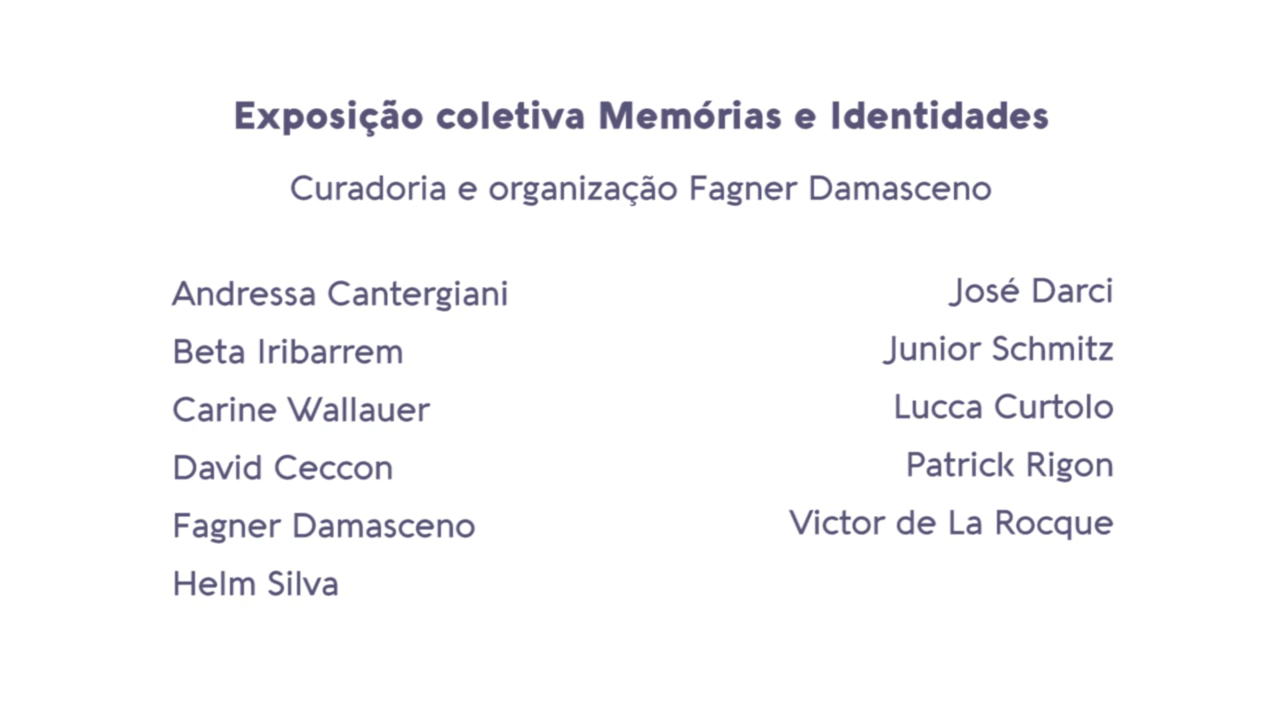 Exposição coletiva Memórias e Identidades
Curadoria e organização Fagner Damasceno
Andressa Cantergiani
Beta Iribarrem
Carine Wallauer
David Ceccon
Fagner Damasceno
Helm Silva
José Darci
Junior Schmitz
Lucca Curtolo
Patrick Rigon
Victor de La Rocque